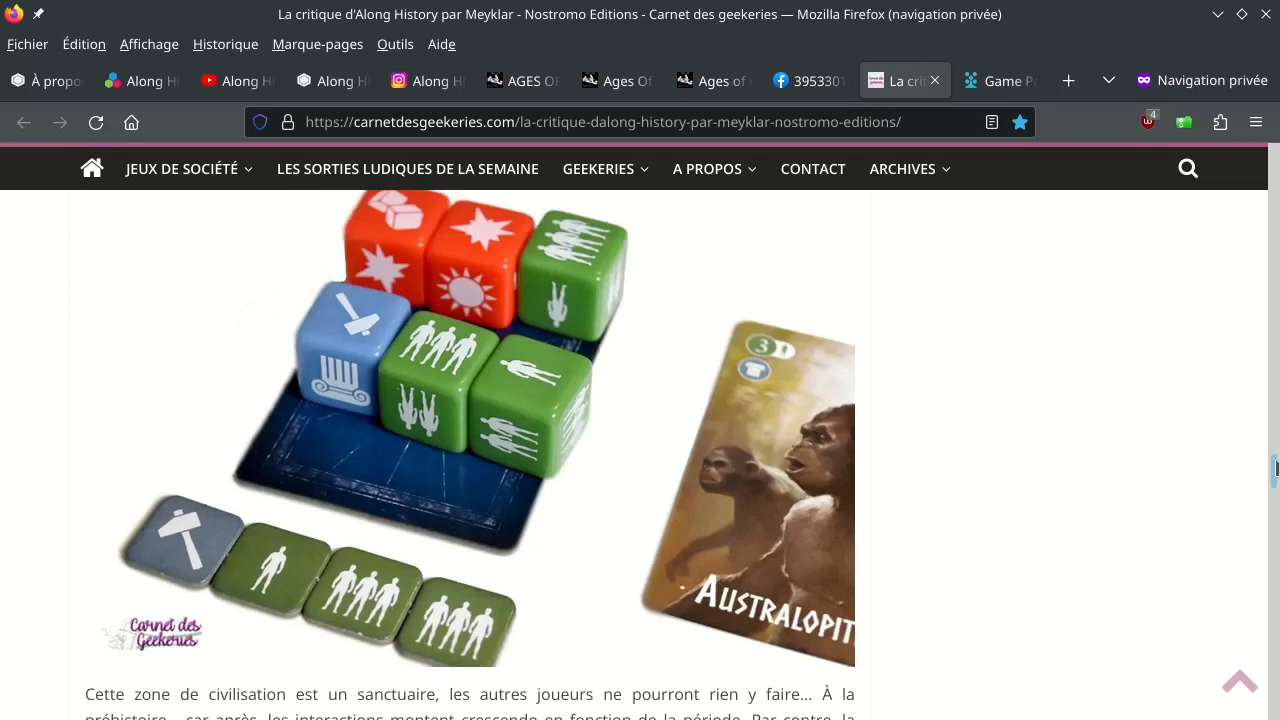 La critique d'Along History par Meyklar - Nostromo Editions - Carnet des geekeries — Mozilla Firefox (navigation privée)
Fichier Édition Affichage Historique Marque-pages Outils Aide
À propo Along H Along H Along H Along H AGES OF Ages Of Ages of 3953301 La crit Game P Navigation privée
https://carnetdesgeekeries.com/la-critique-dalong-history-par-meyklar-nostromo-editions/
4
JEUX DE SOCIÉTÉ LES SORTIES LUDIQUES DE LA SEMAINE GEEKERIES A PROPOS CONTACT ARCHIVES
3
AUSTRALOPIT
Carnet des
Geekeries
Cette zone de civilisation est un sanctuaire, les autres joueurs ne pourront rien y faire... À la
préhistoire... car après, les interactions montent crescendo en fonction de la période. Par contre, la